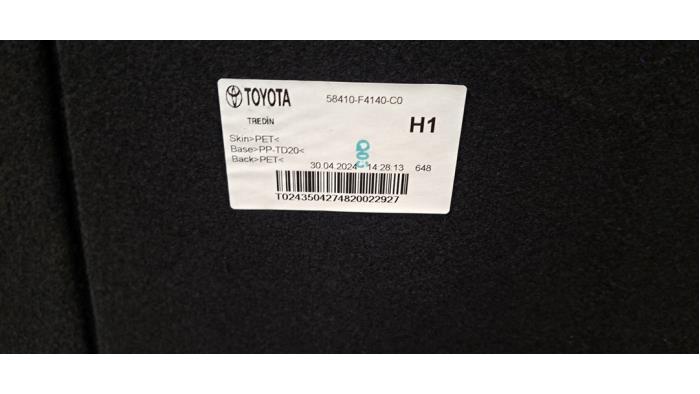 TOYOTA 58410-F4140-C0
TREDİN H1
Skin>PET<
Base>PP-TD20<
Back>PET<
30.04.2024 14:28:13 648
T0243504274820022927